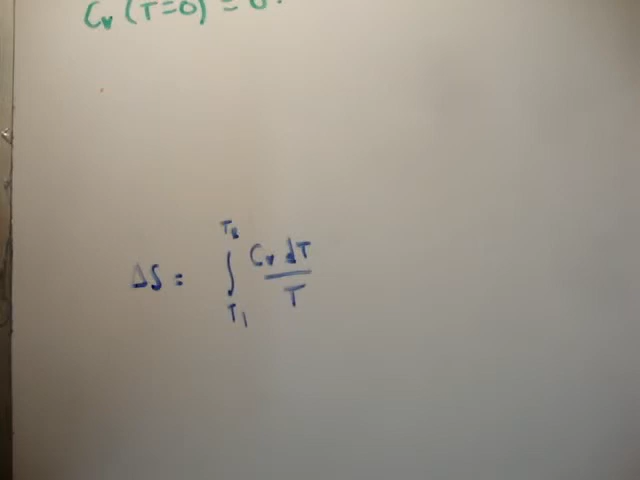 Cv (T=0) = 0.
ΔS = ∫_{T₁}^{T₂} Cv dT / T